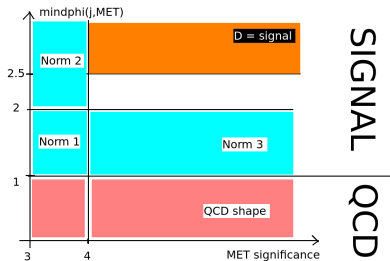 mindphi(j,MET)
D = signal
Norm 2
2.5
2
Norm 1
Norm 3
1
QCD shape
MET significance
3
4
SIGNAL
QCD